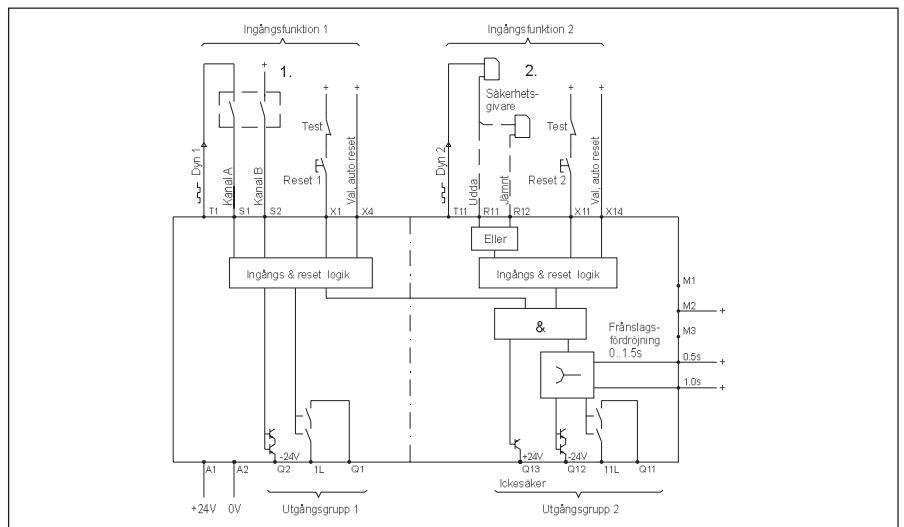 Ingångsfunktion 1
Ingångsfunktion 2
+
1.
2.
Säkerhets-
givare
+ +
+ +
Test
Test
Dyn 1
Kanal A
Kanal B
Reset 1
Val, auto reset
Dyn 2
Udda
Jämnt
Reset 2
Val, auto reset
T1 S1 S2 X1 X4
T11 R11 R12 X11 X14
Eller
Ingångs & reset logik
Ingångs & reset logik
M1
M2 +
M3
&
Frånslags-
fördröjning
0..1.5s
0.5s +
1.0s +
-24V
+24V
-24V
A1 A2 Q2 1L Q1
Q13 Q12 11L Q11
Ickesäker
+24V 0V
Utgångsgrupp 1
Utgångsgrupp 2